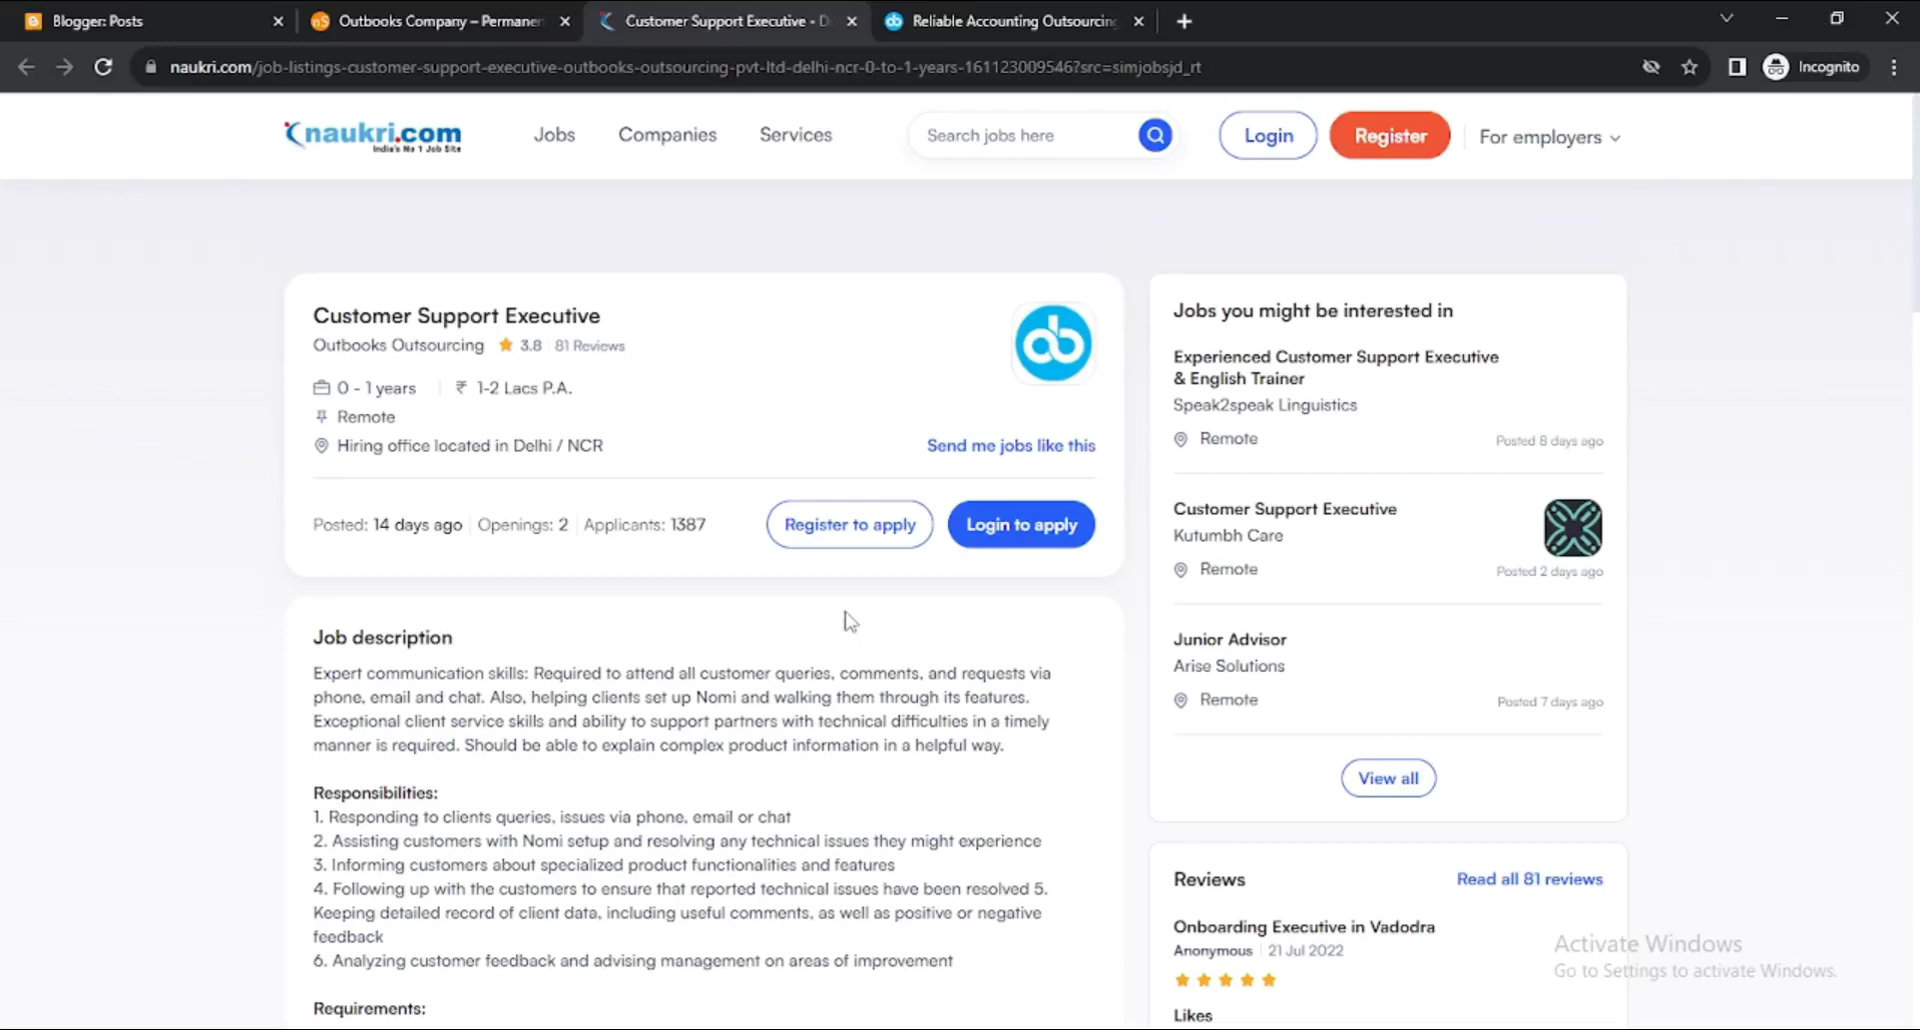 Blogger: Posts
Outbooks Company – Permanen
Customer Support Executive - D
Reliable Accounting Outsourcing
naukri.com/job-listings-customer-support-executive-outbooks-outsourcing-pvt-ltd-delhi-ncr-0-to-1-years-161123009546?src=simjobsjd_rt
Incognito
naukri.com
India's No 1 Job Site
Jobs
Companies
Services
Search jobs here
Login
Register
For employers
Customer Support Executive
Outbooks Outsourcing 3.8 81 Reviews
0 - 1 years ₹ 1-2 Lacs P.A.
Remote
Hiring office located in Delhi / NCR
Send me jobs like this
Posted: 14 days ago Openings: 2 Applicants: 1387
Register to apply
Login to apply
Job description
Expert communication skills: Required to attend all customer queries, comments, and requests via
phone, email and chat. Also, helping clients set up Nomi and walking them through its features.
Exceptional client service skills and ability to support partners with technical difficulties in a timely
manner is required. Should be able to explain complex product information in a helpful way.
Responsibilities:
1. Responding to clients queries, issues via phone, email or chat
2. Assisting customers with Nomi setup and resolving any technical issues they might experience
3. Informing customers about specialized product functionalities and features
4. Following up with the customers to ensure that reported technical issues have been resolved 5.
Keeping detailed record of client data, including useful comments, as well as positive or negative
feedback
6. Analyzing customer feedback and advising management on areas of improvement
Requirements:
Jobs you might be interested in
Experienced Customer Support Executive
& English Trainer
Speak2speak Linguistics
Remote
Posted 8 days ago
Customer Support Executive
Kutumbh Care
Remote
Posted 2 days ago
Junior Advisor
Arise Solutions
Remote
Posted 7 days ago
View all
Reviews
Read all 81 reviews
Onboarding Executive in Vadodra
Anonymous 21 Jul 2022
Likes
Activate Windows
Go to Settings to activate Windows.